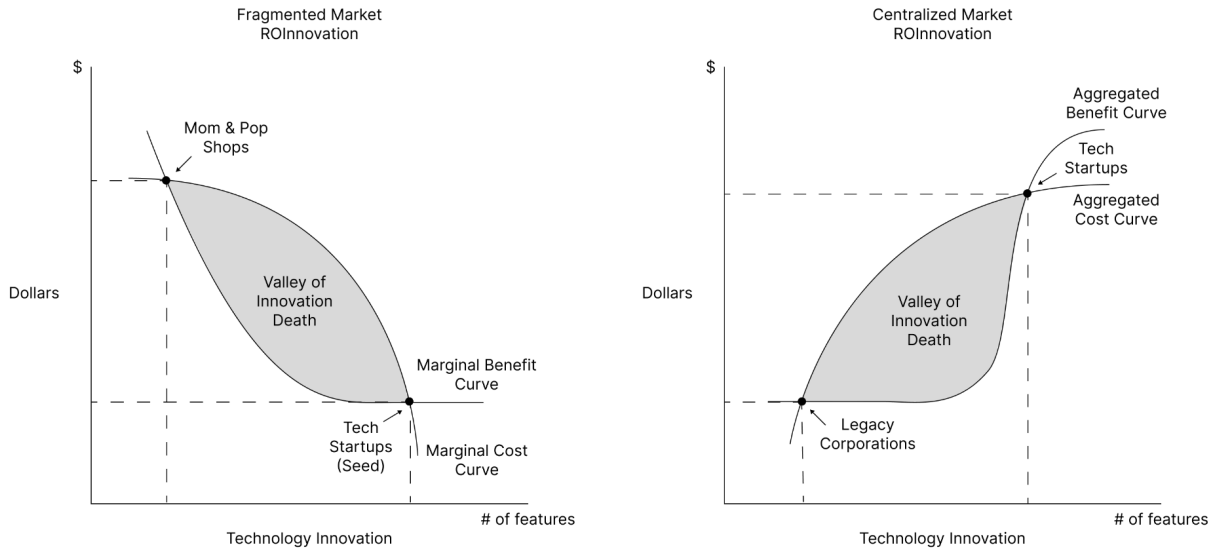 Fragmented Market
ROInnovation
$
Mom & Pop
Shops
Dollars
Valley of
Innovation
Death
Marginal Benefit
Curve
Tech
Startups
(Seed)
Marginal Cost
Curve
# of features
Technology Innovation
Centralized Market
ROInnovation
$
Aggregated
Benefit Curve
Tech
Startups
Aggregated
Cost Curve
Dollars
Valley of
Innovation
Death
Legacy
Corporations
# of features
Technology Innovation